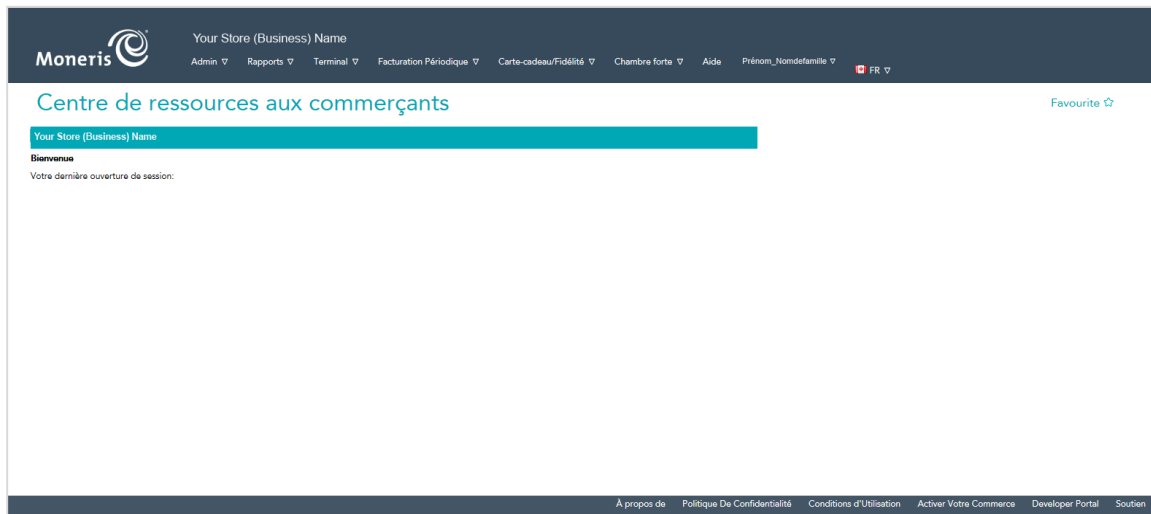 Moneris
Your Store (Business) Name
Admin Rapports Terminal Facturation Périodique Carte-cadeau/Fidélité Chambre forte Aide Prénom_Nomdefamille FR
Centre de ressources aux commerçants
Favourite
Your Store (Business) Name
Bienvenue
Votre dernière ouverture de session:
À propos de Politique De Confidentialité Conditions d'Utilisation Activer Votre Commerce Developer Portal Soutien